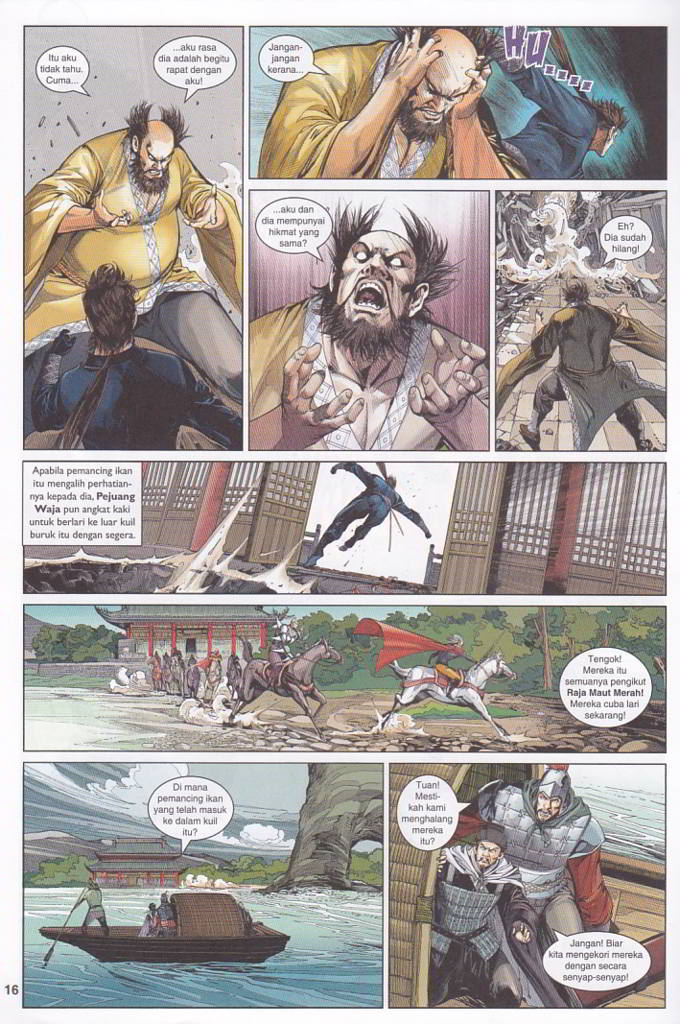 Itu aku
tidak tahu.
Cuma...
...aku rasa
dia adalah begitu
rapat dengan
aku!
Jangan-
jangan
kerana...
HU....
...aku dan
dia mempunyai
hikmat yang
sama?
Eh?
Dia sudah
hilang!
Apabila pemancing ikan
itu mengalih perhatian-
nya kepada dia, Pejuang
Waja pun angkat kaki
untuk berlari ke luar kuil
buruk itu dengan segera.
Tengok!
Mereka itu
semuanya pengikut
Raja Maut Merah!
Mereka cuba lari
sekarang!
Di mana
pemancing ikan
yang telah masuk
ke dalam kuil
itu?
Tuan!
Mesti-
kah kami
menghalang
mereka
itu?
Jangan! Biar
kita mengekori mereka
dengan secara
senyap-senyap!
16